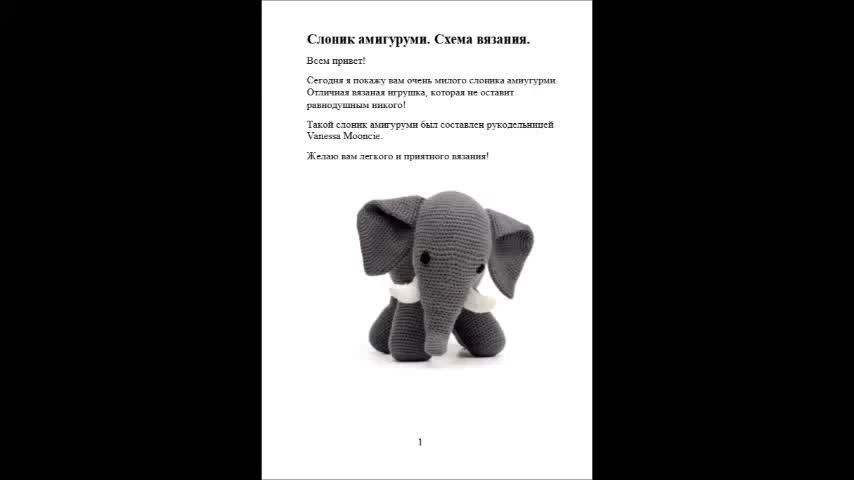 Слоник амигуруми. Схема вязания.
Всем привет!
Сегодня я покажу вам очень милого слоника амиугурми.
Отличная вязаная игрушка, которая не оставит
равнодушным никого!
Такой слоник амигуруми был составлен рукодельницей
Vanessa Mooncie.
Желаю вам легкого и приятного вязания!
1